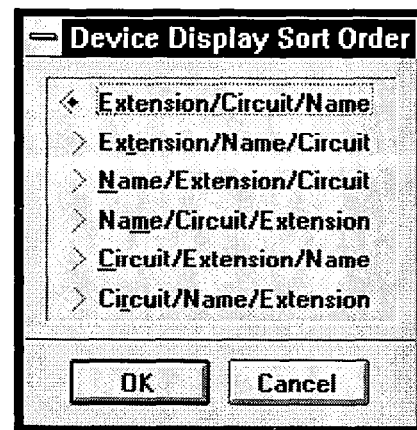 Device Display Sort Order
Extension/Circuit/Name
Extension/Name/Circuit
Name/Extension/Circuit
Name/Circuit/Extension
Circuit/Extension/Name
Circuit/Name/Extension
OK
Cancel